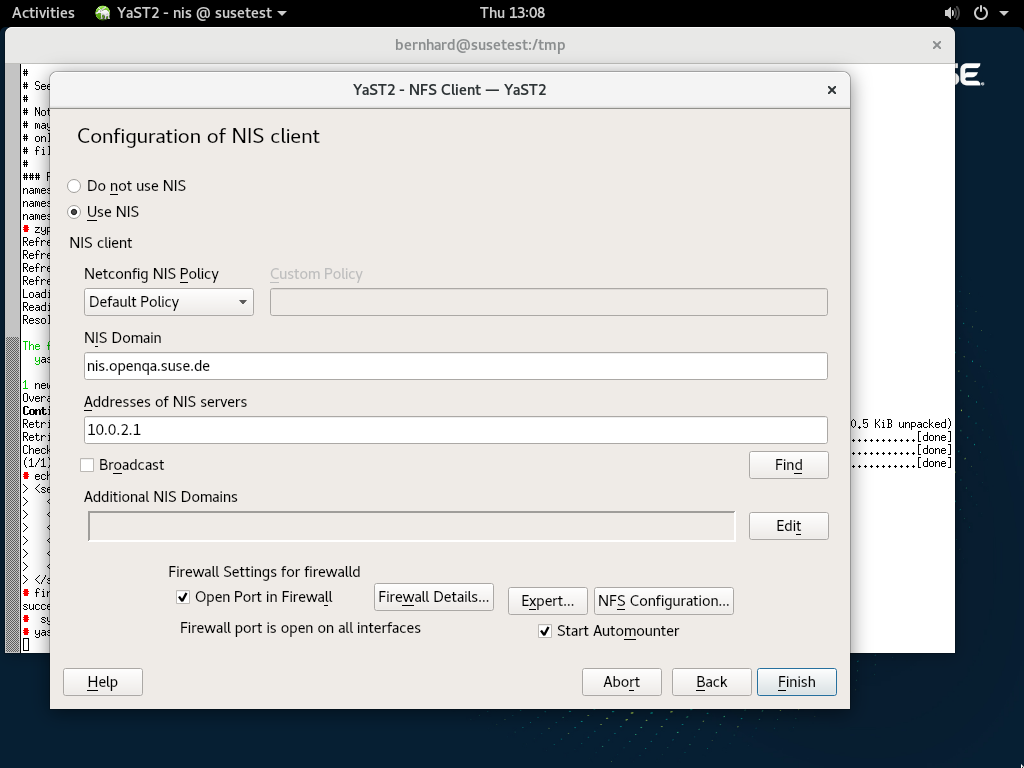 Activities YaST2 - nis @ susetest Thu 13:08
bernhard@susetest:/tmp
YaST2 - NFS Client — YaST2
Configuration of NIS client
Do not use NIS
Use NIS
NIS client
Netconfig NIS Policy Custom Policy
Default Policy
NIS Domain
nis.openqa.suse.de
Addresses of NIS servers
10.0.2.1
Broadcast Find
Additional NIS Domains
Edit
Firewall Settings for firewalld
Open Port in Firewall Firewall Details... Expert... NFS Configuration...
Firewall port is open on all interfaces Start Automounter
Help Abort Back Finish
#
# See
#
# Not
# may
# onl
# fil
#
### 
names
names
names
# zyp
Refre
Refre
Refre
Refre
Loadi
Readi
Resol
The
yas
1 new
Overa
Conti
Retri 0.5 KiB unpacked)
Retri ...........[done]
Check ...........[done]
(1/1) ...........[done]
ech
> <se
>
>
>
>
>
>
> </s
fir
succe
sy
yas